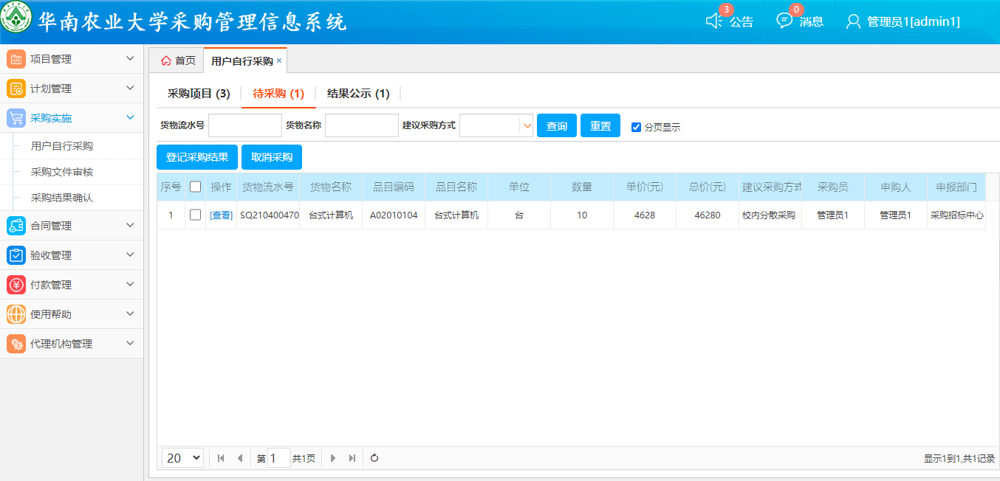 华南农业大学采购管理信息系统
3 公告
0 消息
管理员1[admin1]
项目管理
计划管理
采购实施
用户自行采购
采购文件审核
采购结果确认
合同管理
验收管理
付款管理
使用帮助
代理机构管理
首页 用户自行采购 ×
采购项目 (3) 待采购 (1) 结果公示 (1)
货物流水号 货物名称 建议采购方式 查询 重置 分页显示
登记采购结果 取消采购
序号 操作 货物流水号 货物名称 品目编码 品目名称 单位 数量 单价(元) 总价(元) 建议采购方式 采购员 申购人 申报部门
1 [查看] SQ210400470 台式计算机 A02010104 台式计算机 台 10 4628 46280 校内分散采购 管理员1 管理员1 采购招标中心
20 第 1 共1页 显示1到1,共1记录